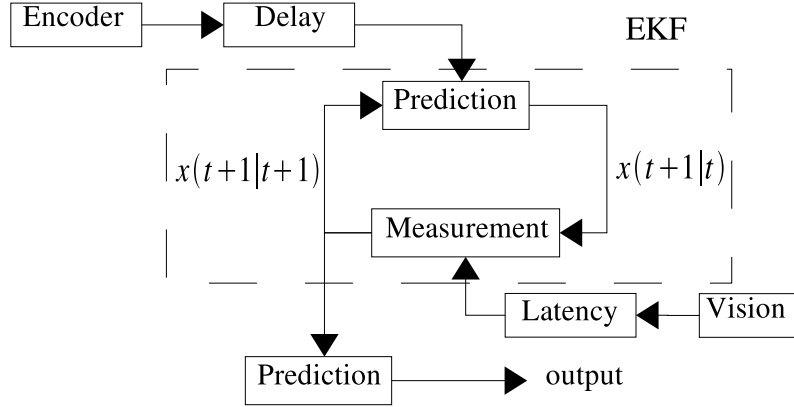 Encoder
Delay
EKF
Prediction
x(t+1|t+1)
x(t+1|t)
Measurement
Latency
Vision
Prediction
output